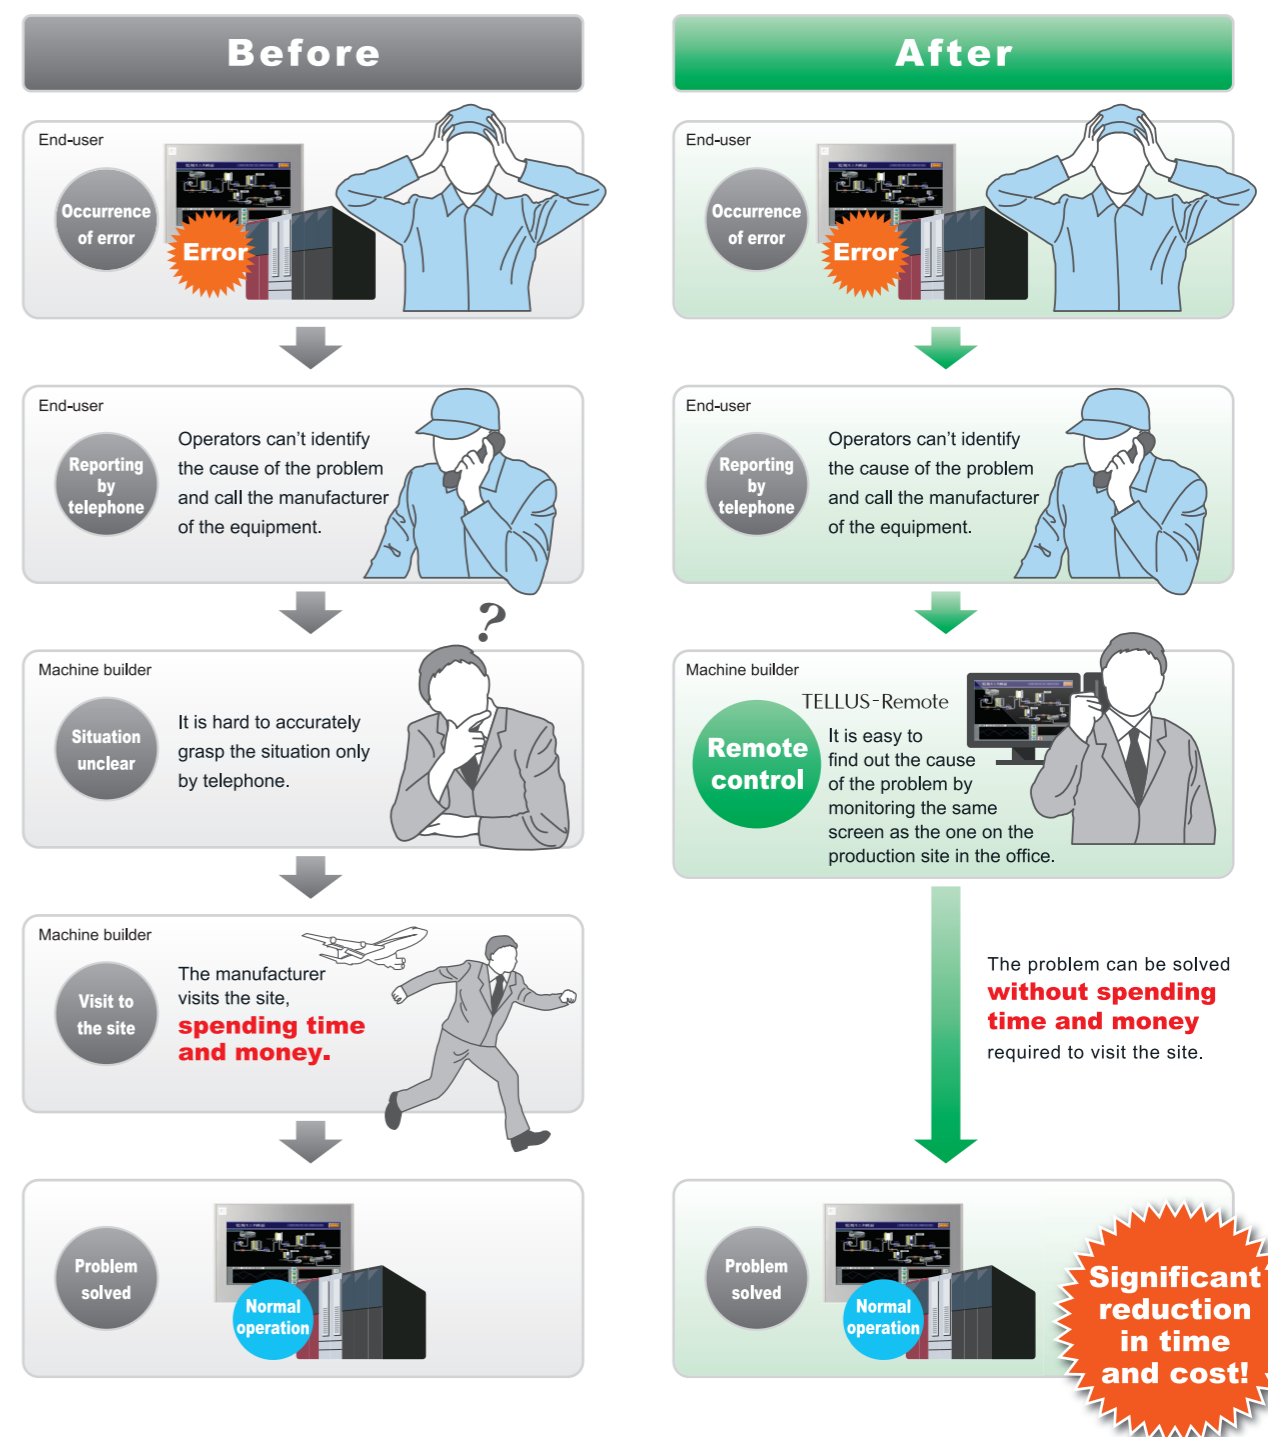 Before
End-user
Occurrence
of error
Error
End-user
Reporting
by
telephone
Operators can't identify
the cause of the problem
and call the manufacturer
of the equipment.
?
Machine builder
Situation
unclear
It is hard to accurately
grasp the situation only
by telephone.
Machine builder
Visit to
the site
The manufacturer
visits the site,
spending time
and money.
Problem
solved
Normal
operation
After
End-user
Occurrence
of error
Error
End-user
Reporting
by
telephone
Operators can't identify
the cause of the problem
and call the manufacturer
of the equipment.
Machine builder
Remote
control
TELLUS-Remote
It is easy to
find out the cause
of the problem by
monitoring the same
screen as the one on the
production site in the office.
The problem can be solved
without spending
time and money
required to visit the site.
Problem
solved
Normal
operation
Significant
reduction
in time
and cost!